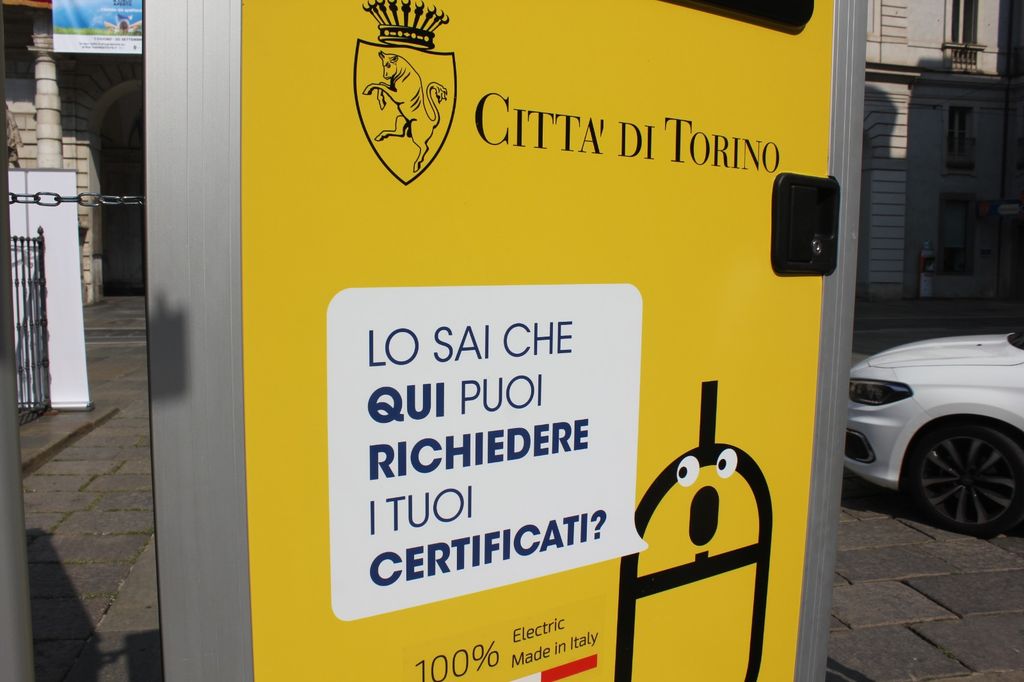 CITTA' DI TORINO
LO SAI CHE
QUI PUOI
RICHIEDERE
I TUOI
CERTIFICATI?
100% Electric
Made in Italy